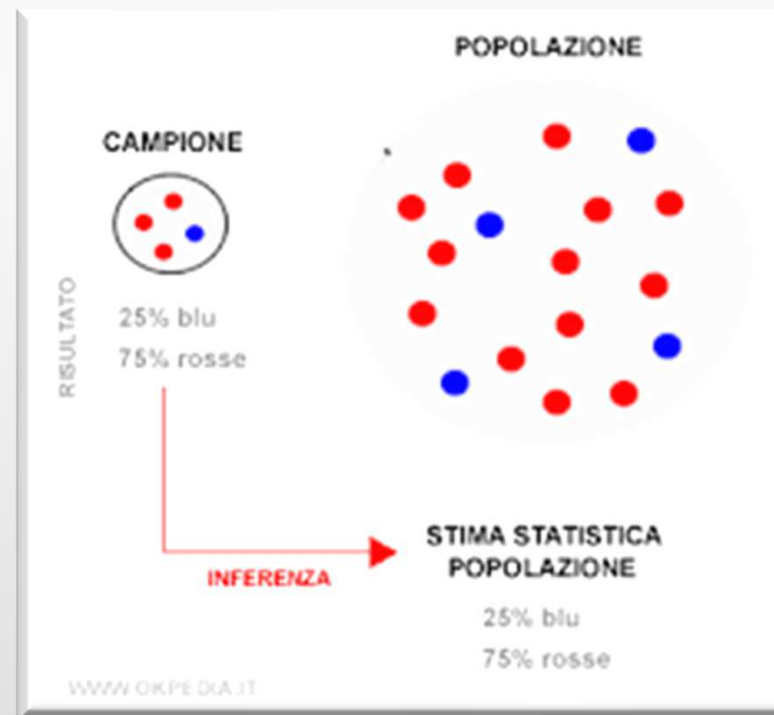 POPOLAZIONE
CAMPIONE
RISULTATO
25% blu
75% rosse
INFERENZA
STIMA STATISTICA
POPOLAZIONE
25% blu
75% rosse
WWW.OKPEDIA.IT